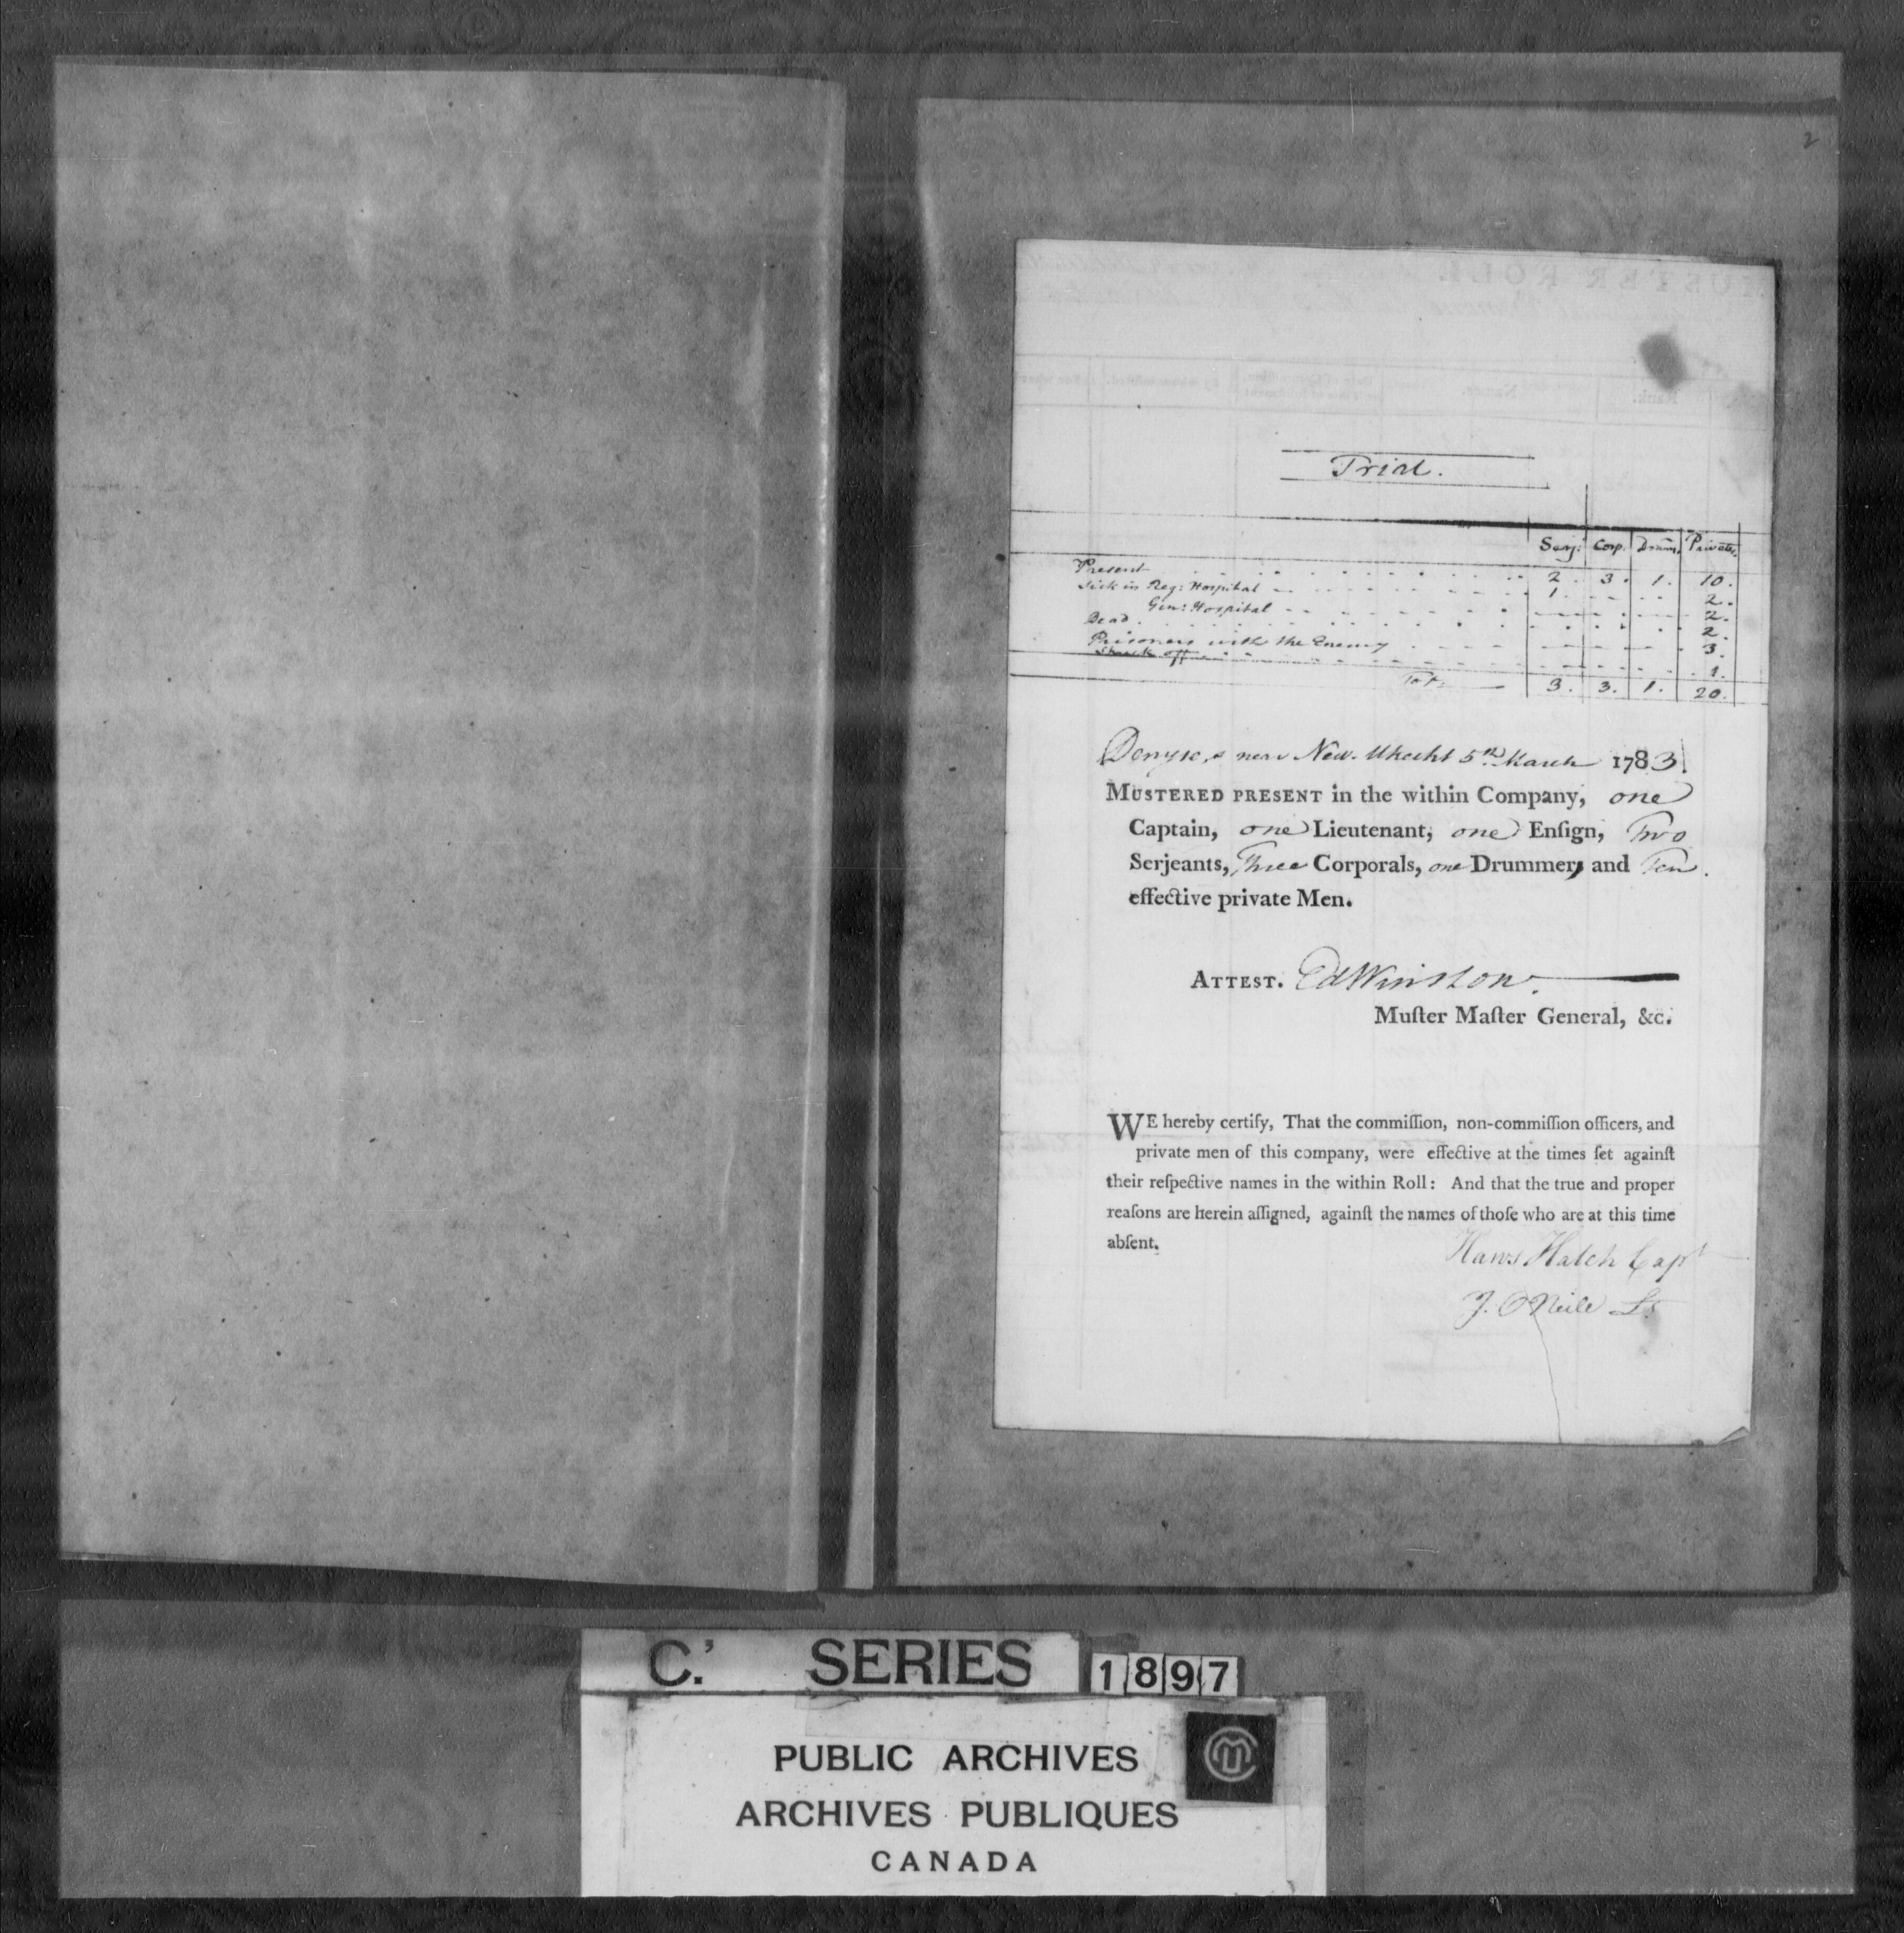 2
Trial.
Serj: Corp. Drum. Privates.
Present 2. 3. 1. 10.
Sick in Reg: Hospital 1. 2.
Gen: Hospital 2.
Dead 2.
Prisoners with the Enemy 3.
Struck off 1.
Tot: 3. 3. 1. 20.
Denyse,s near New Utrecht 5th. March 1783.
MUSTERED PRESENT in the within Company, one
Captain, one Lieutenant, one Enſign, Two
Serjeants, Three Corporals, one Drummer, and Ten.
effective private Men.
ATTEST. Ed Winslow.
Muſter Maſter General, &c.
WE hereby certify, That the commiſſion, non-commiſſion officers, and
private men of this company, were effective at the times ſet againſt
their reſpective names in the within Roll: And that the true and proper
reaſons are herein aſſigned, againſt the names of thoſe who are at this time
abſent.
Haws Hatch Capt
J. ONeile Lt
C.' SERIES 1897
PUBLIC ARCHIVES
ARCHIVES PUBLIQUES
CANADA